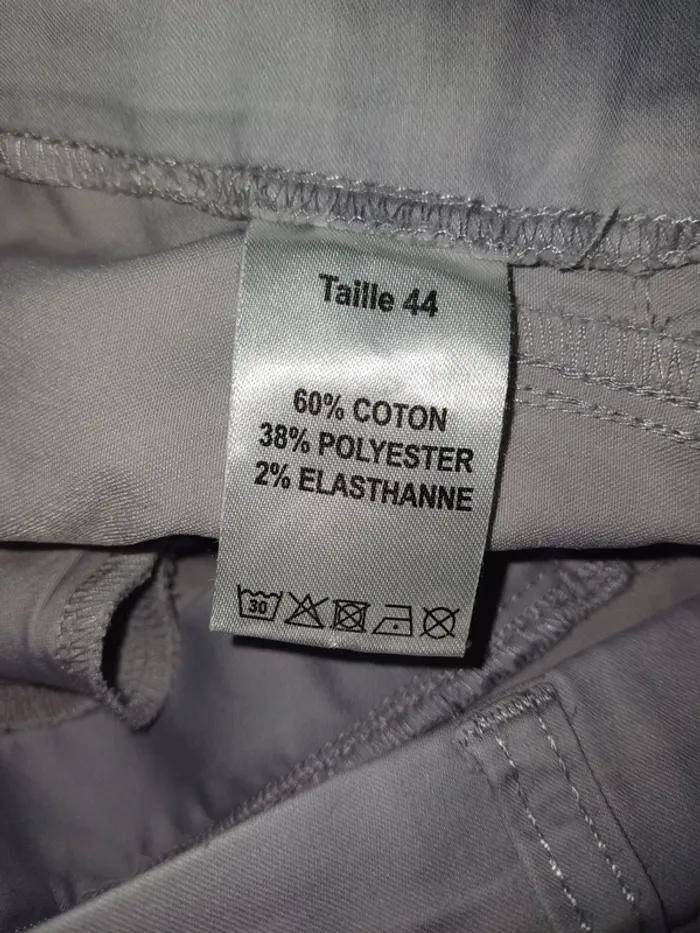 Taille 44
60% COTON
38% POLYESTER
2% ELASTHANNE
30